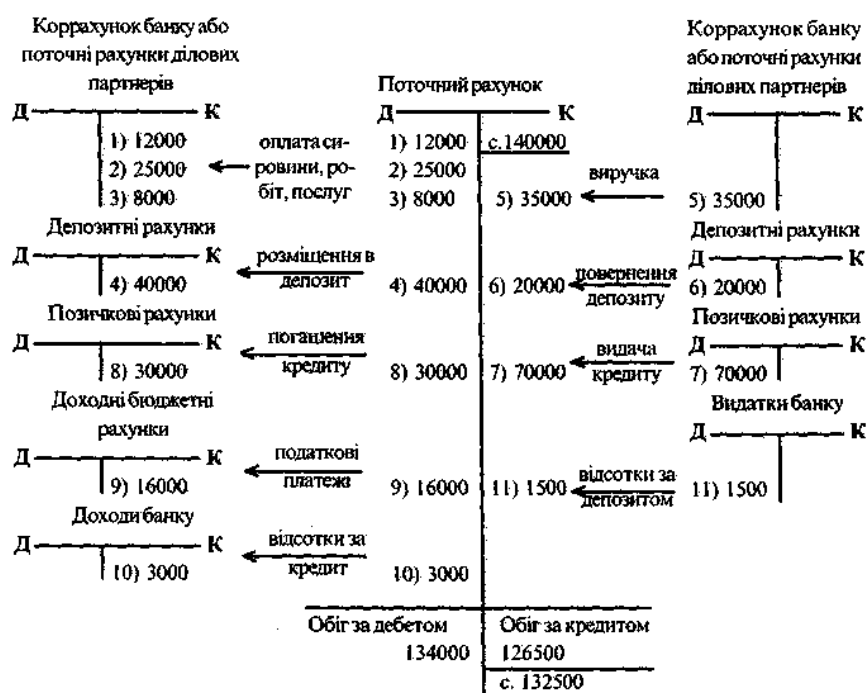 Коррахунок банку або
поточні рахунки ділових
партнерів
Д К
1) 12000
2) 25000
3) 8000
оплата си-
ровини, ро-
біт, послуг
Депозитні рахунки
Д К
4) 40000
розміщення в
депозит
Позичкові рахунки
Д К
8) 30000
погашення
кредиту
Доходні бюджетні
рахунки
Д К
9) 16000
податкові
платежі
Доходи банку
Д К
10) 3000
відсотки за
кредит
Поточний рахунок
Д К
1) 12000 с.140000
2) 25000
3) 8000 5) 35000
4) 40000 6) 20000
8) 30000 7) 70000
9) 16000 11) 1500
10) 3000
Обіг за дебетом Обіг за кредитом
134000 126500
с. 132500
Коррахунок банку
або поточні рахунки
ділових партнерів
Д К
виручка
5) 35000
Депозитні рахунки
Д К
повернення
депозиту
6) 20000
Позичкові рахунки
Д К
видача
кредиту
7) 70000
Видатки банку
Д К
відсотки за
депозитом
11) 1500